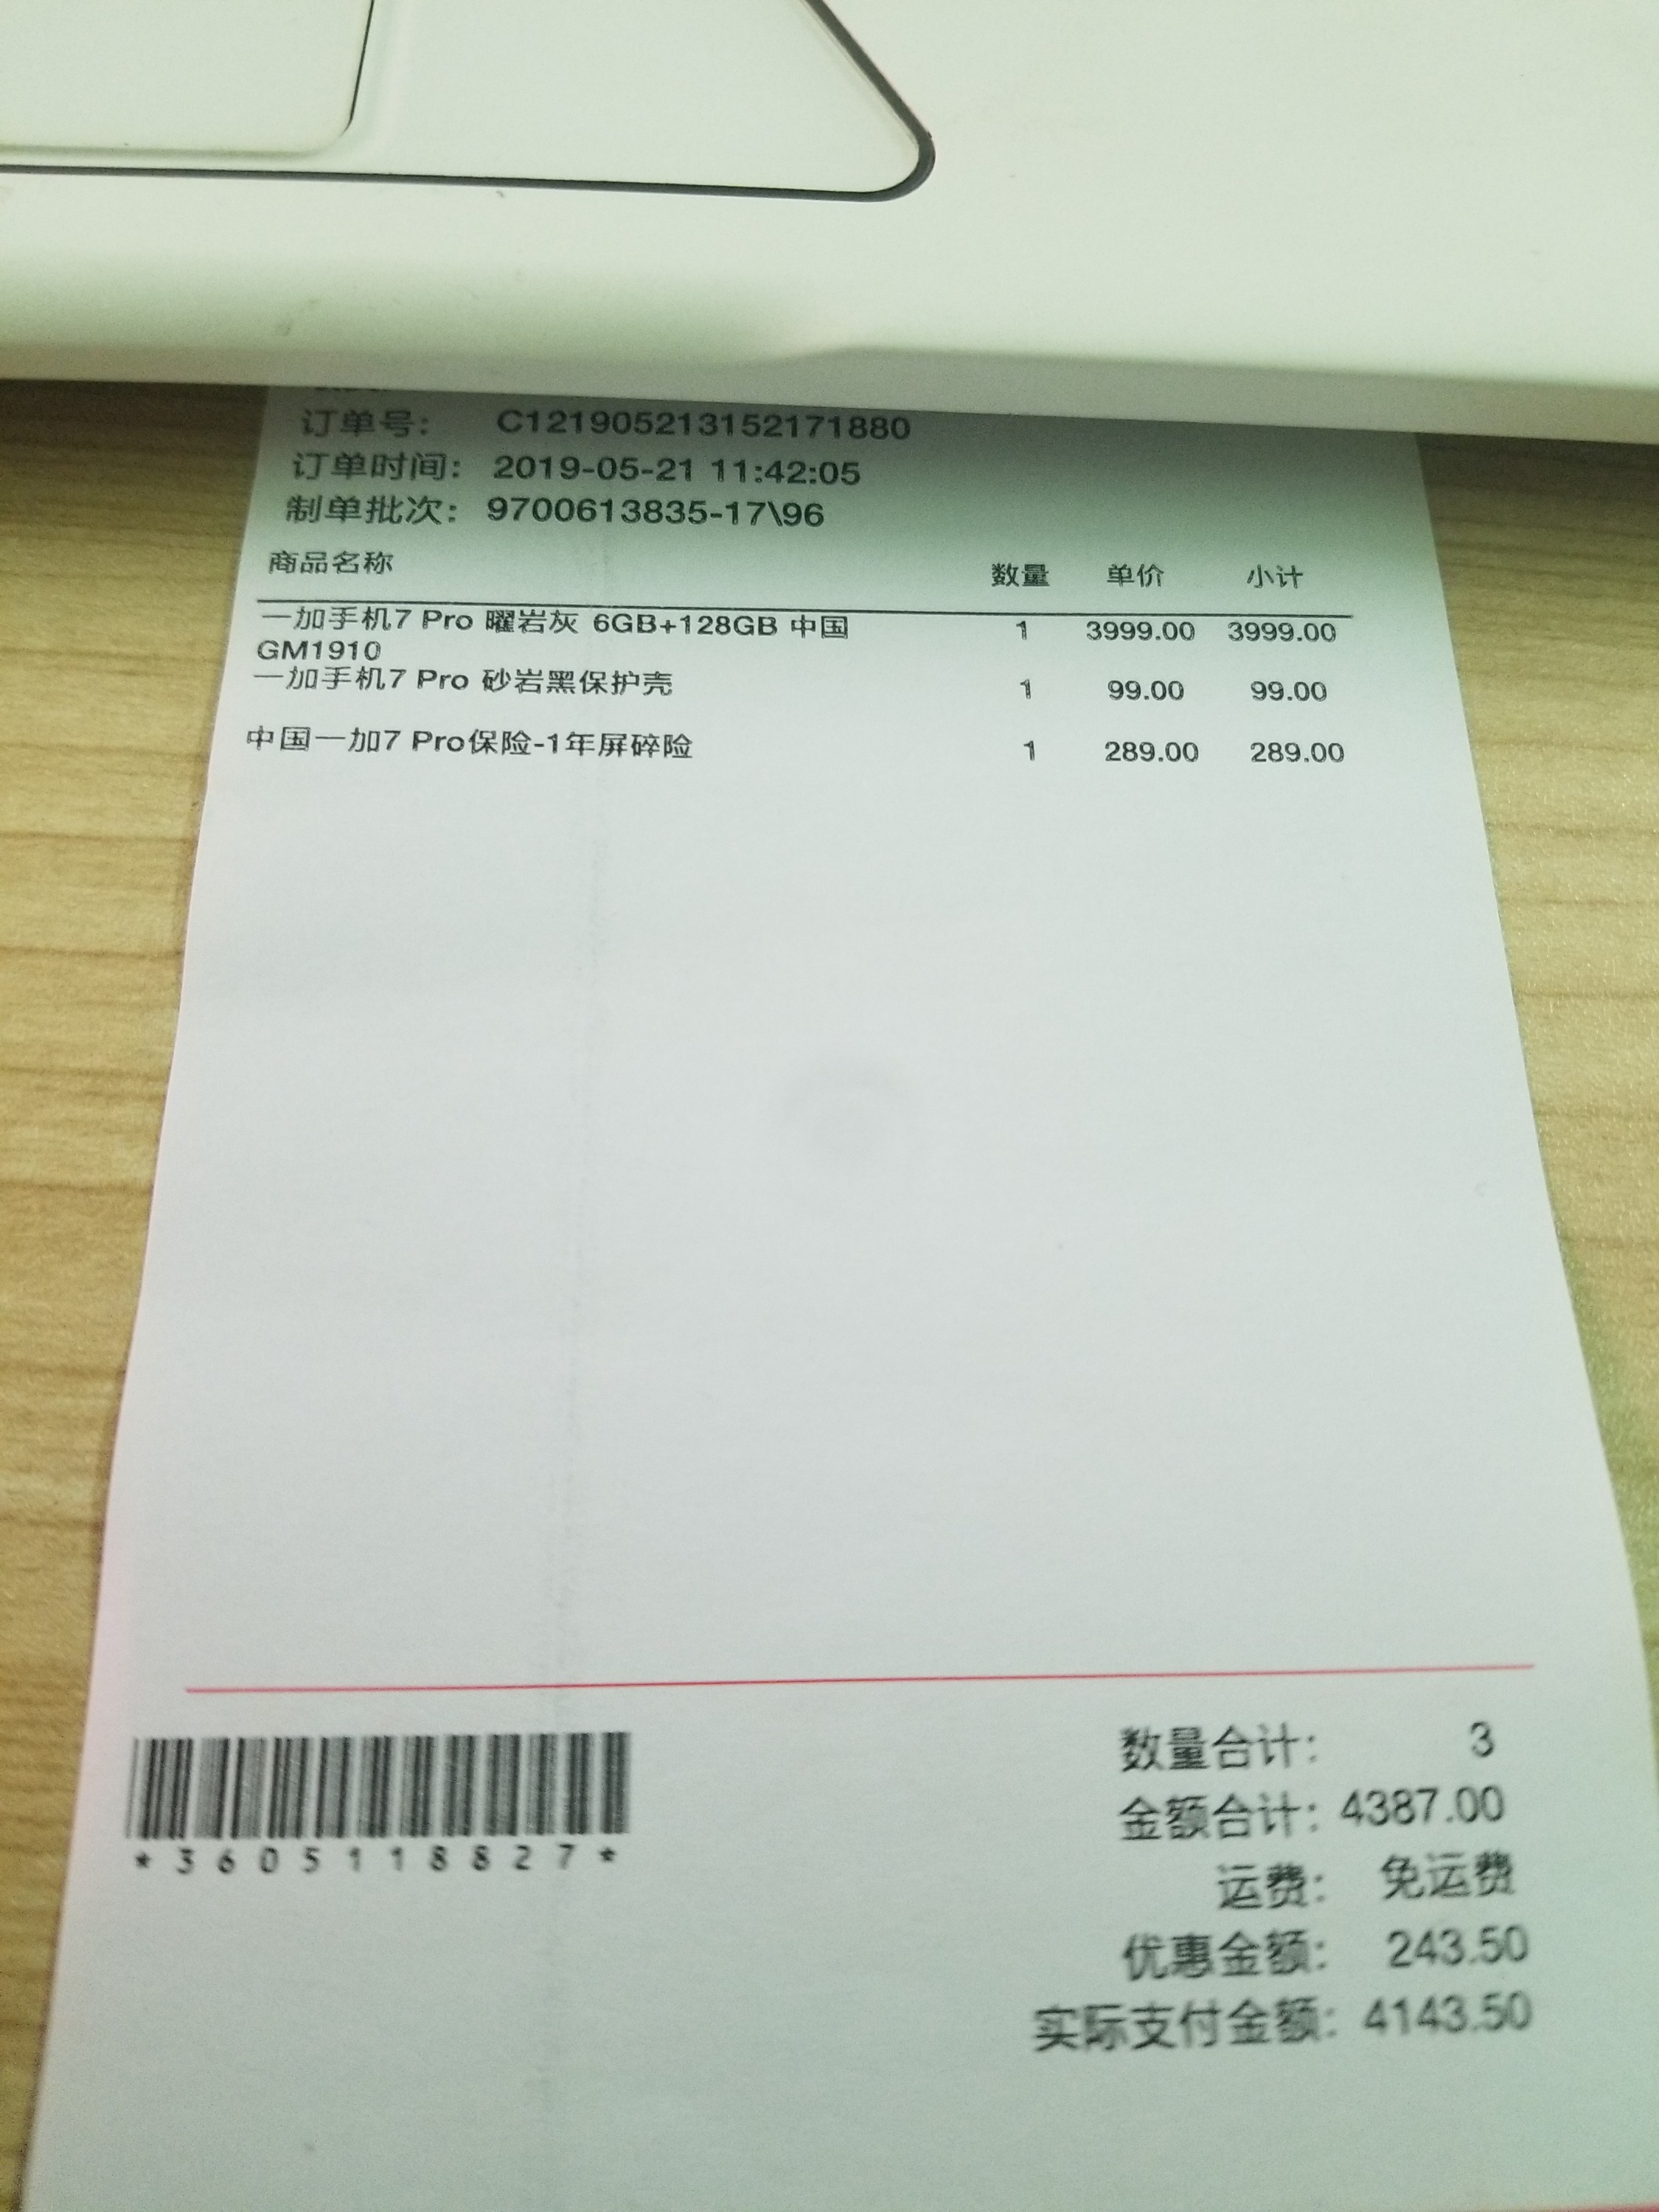 订单号: C121905213152171880
订单时间: 2019-05-21 11:42:05
制单批次: 9700613835-17\96
商品名称 数量 单价 小计
一加手机7 Pro 曜岩灰 6GB+128GB 中国 1 3999.00 3999.00
GM1910
一加手机7 Pro 砂岩黑保护壳 1 99.00 99.00
中国一加7 Pro保险-1年屏碎险 1 289.00 289.00
数量合计: 3
金额合计: 4387.00
运费: 免运费
优惠金额: 243.50
实际支付金额: 4143.50
*3605118827*